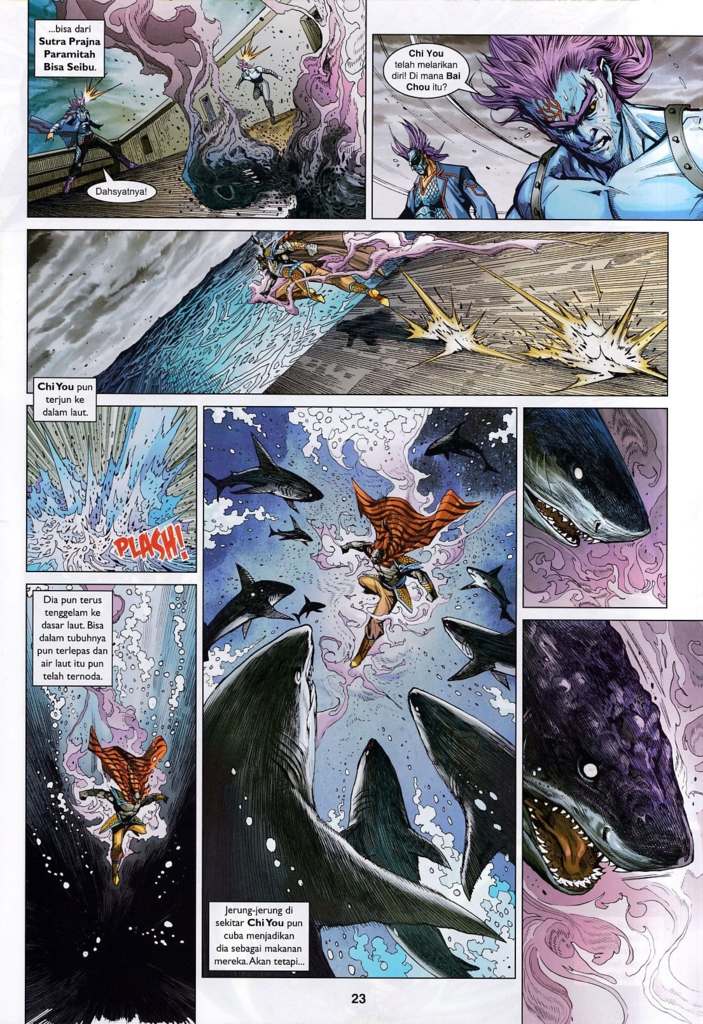 ...bisa dari
Sutra Prajna
Paramitah
Bisa Seibu.
Dahsyatnya!
Chi You
telah melarikan
diri! Di mana Bai
Chou itu?
Chi You pun
terjun ke
dalam laut.
PLASH!
Dia pun terus
tenggelam ke
dasar laut. Bisa
dalam tubuhnya
pun terlepas dan
air laut itu pun
telah ternoda.
Jerung-jerung di
sekitar Chi You pun
cuba menjadikan
dia sebagai makanan
mereka. Akan tetapi...
23